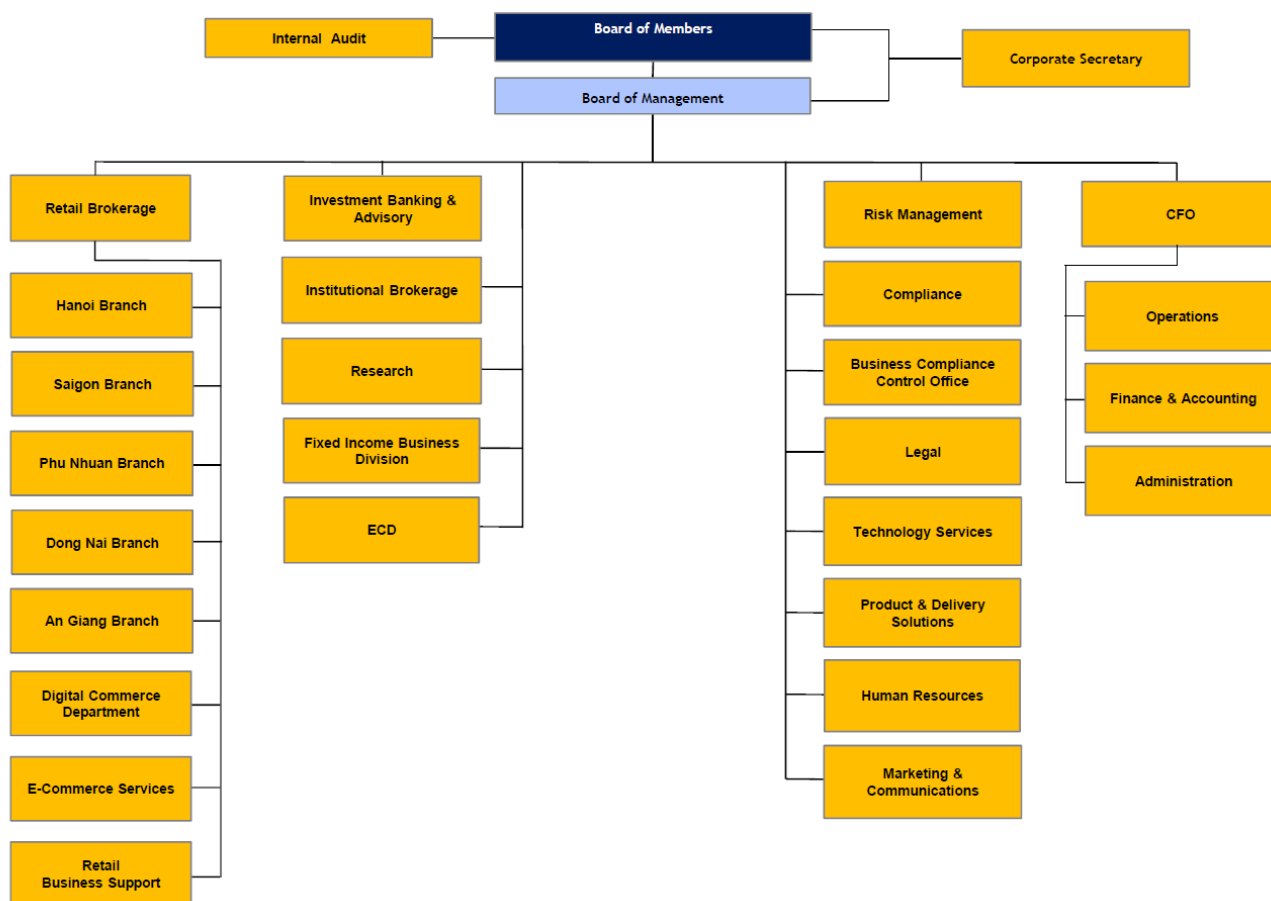 Internal Audit
Board of Members
Corporate Secretary
Board of Management
Retail Brokerage
Hanoi Branch
Saigon Branch
Phu Nhuan Branch
Dong Nai Branch
An Giang Branch
Digital Commerce
Department
E-Commerce Services
Retail
Business Support
Investment Banking &
Advisory
Institutional Brokerage
Research
Fixed Income Business
Division
ECD
Risk Management
Compliance
Business Compliance
Control Office
Legal
Technology Services
Product & Delivery
Solutions
Human Resources
Marketing &
Communications
CFO
Operations
Finance & Accounting
Administration